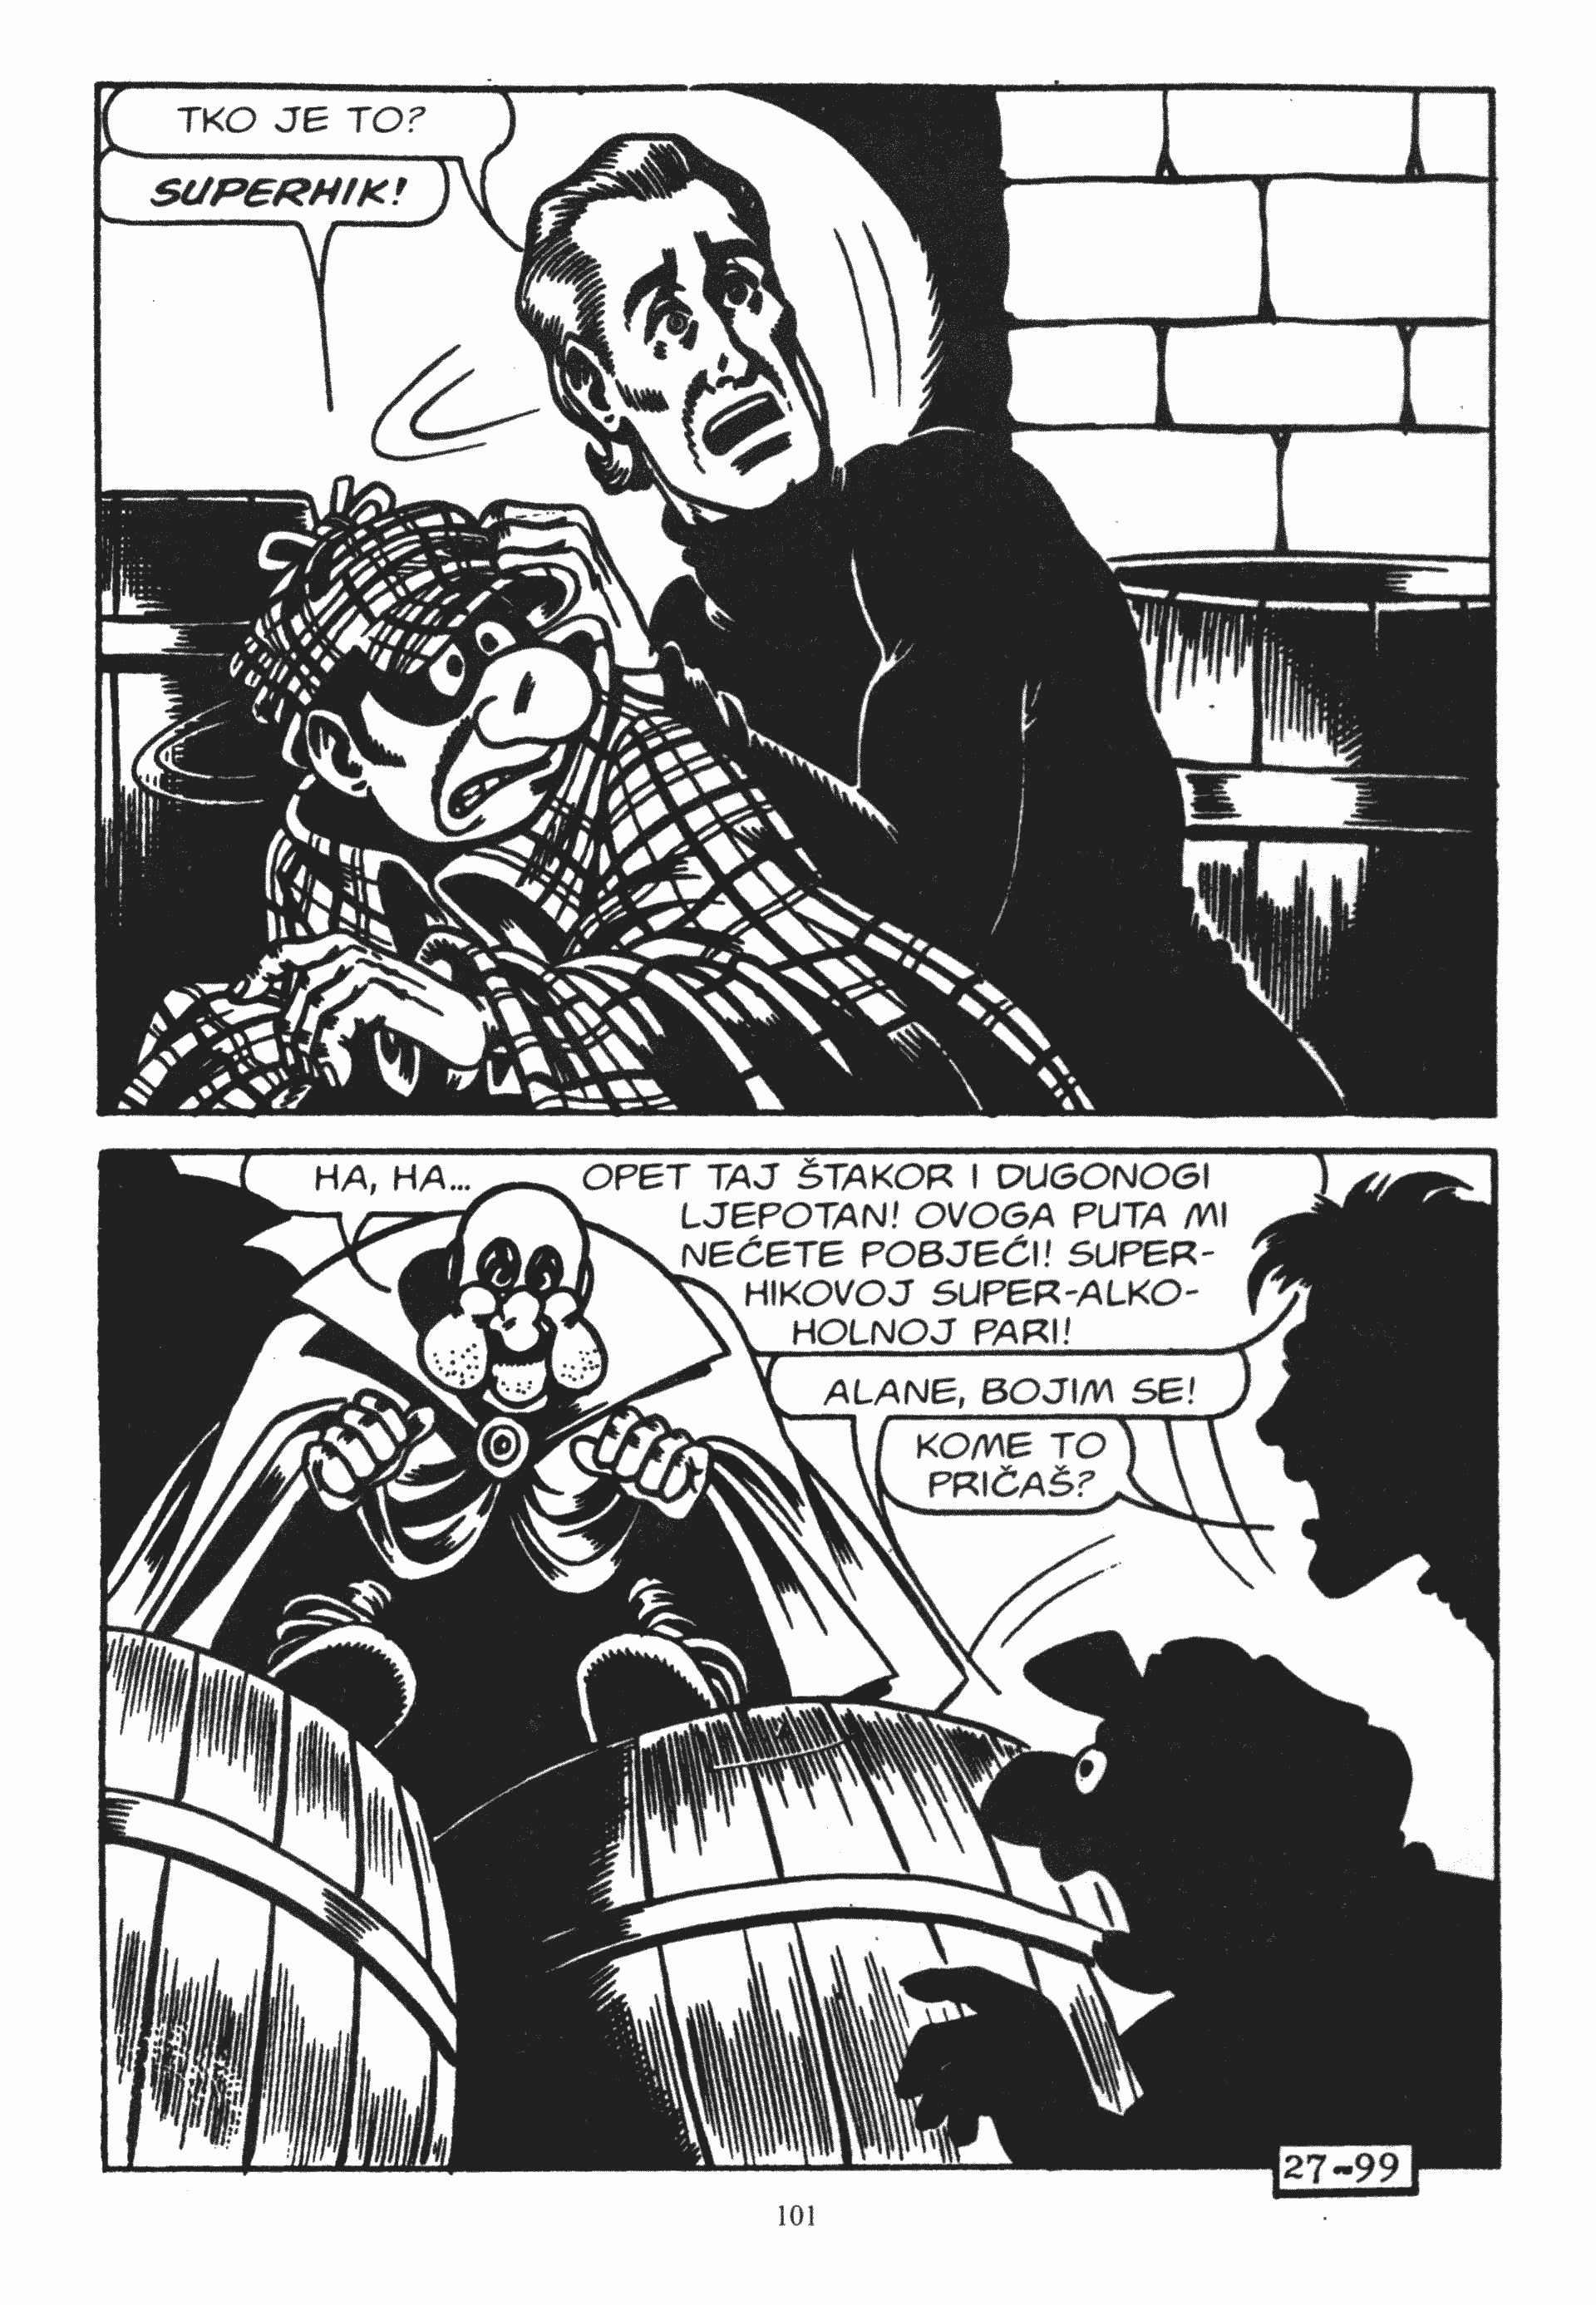 TKO JE TO?
SUPERHIK!
HA, HA...
OPET TAJ ŠTAKOR I DUGONOGI
LJEPOTAN! OVOGA PUTA MI
NEĆETE POBJEĆI! SUPER-
HIKOVOJ SUPER-ALKO-
HOLNOJ PARI!
ALANE, BOJIM SE!
KOME TO
PRIČAŠ?
27-99
101